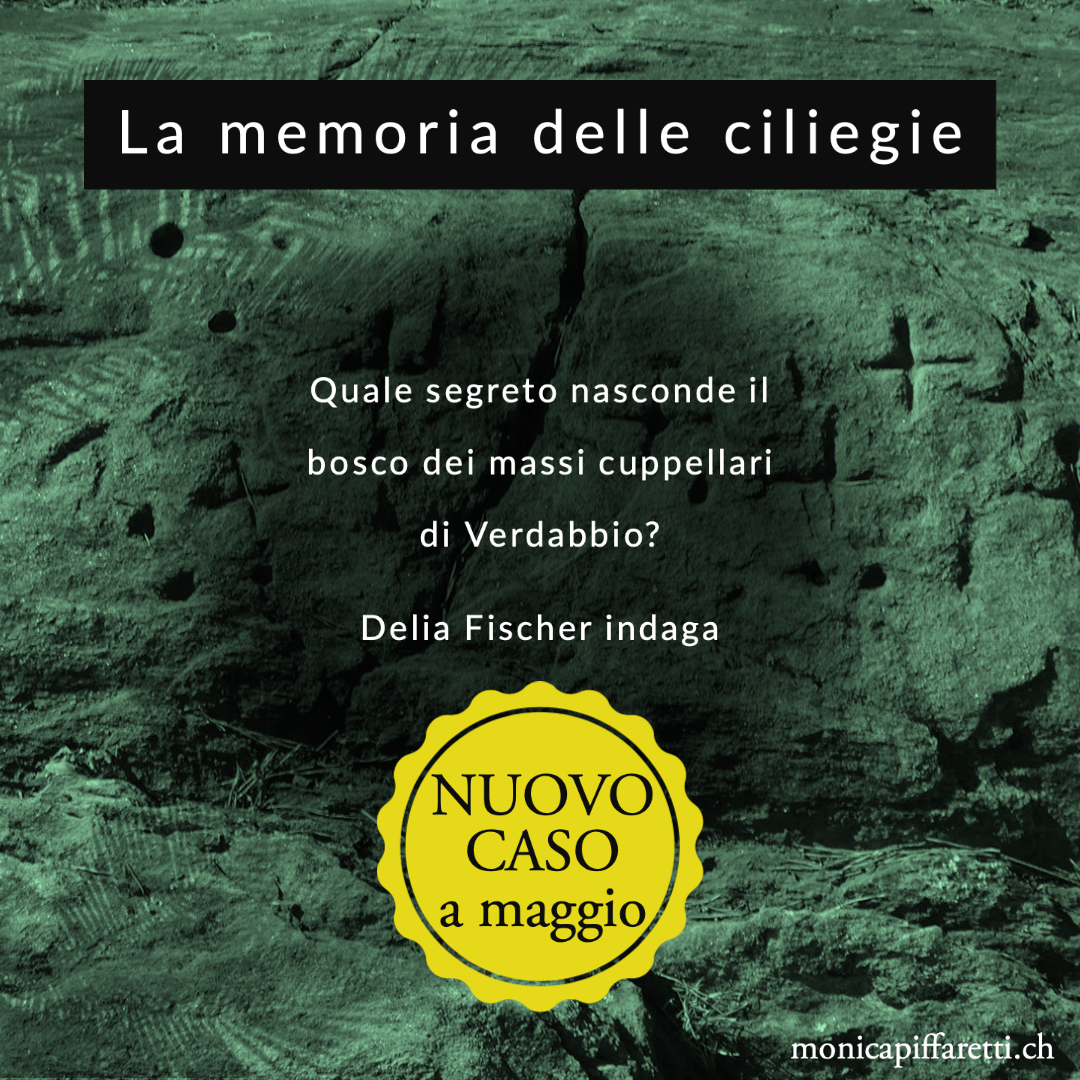 La memoria delle ciliegie
Quale segreto nasconde il
bosco dei massi cuppellari
di Verdabbio?
Delia Fischer indaga
NUOVO
CASO
a maggio
monicapiffaretti.ch